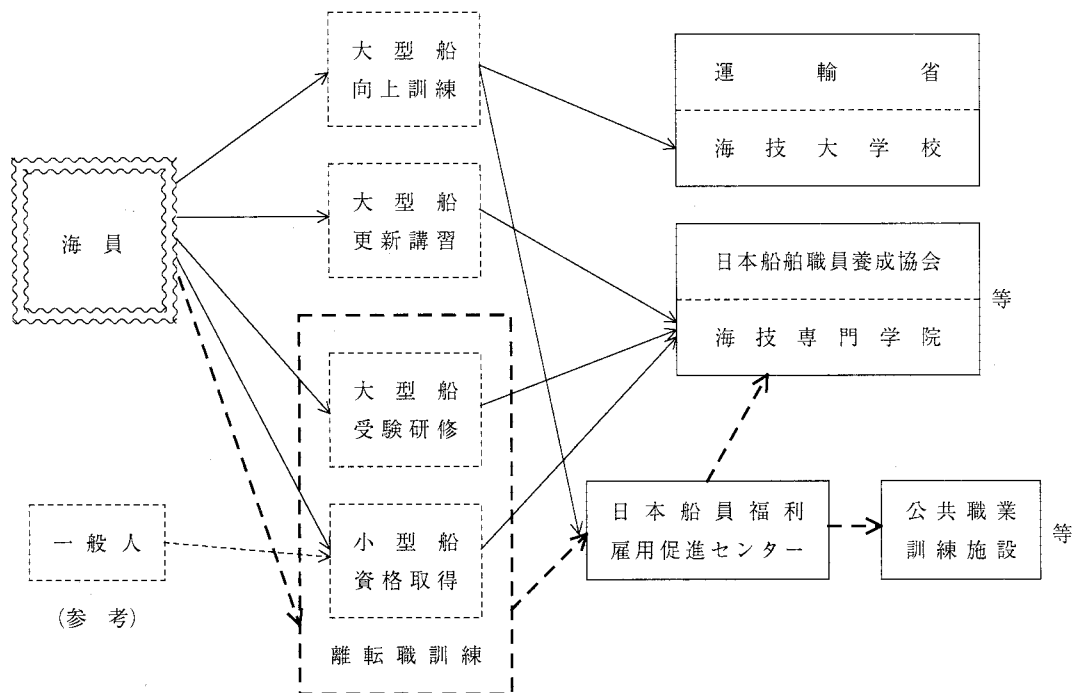 海員
一般人
(参考)
大型船
向上訓練
大型船
更新講習
大型船
受験研修
小型船
資格取得
離転職訓練
運輸省
海技大学校
日本船舶職員養成協会
海技専門学院
等
日本船員福利
雇用促進センター
公共職業
訓練施設
等